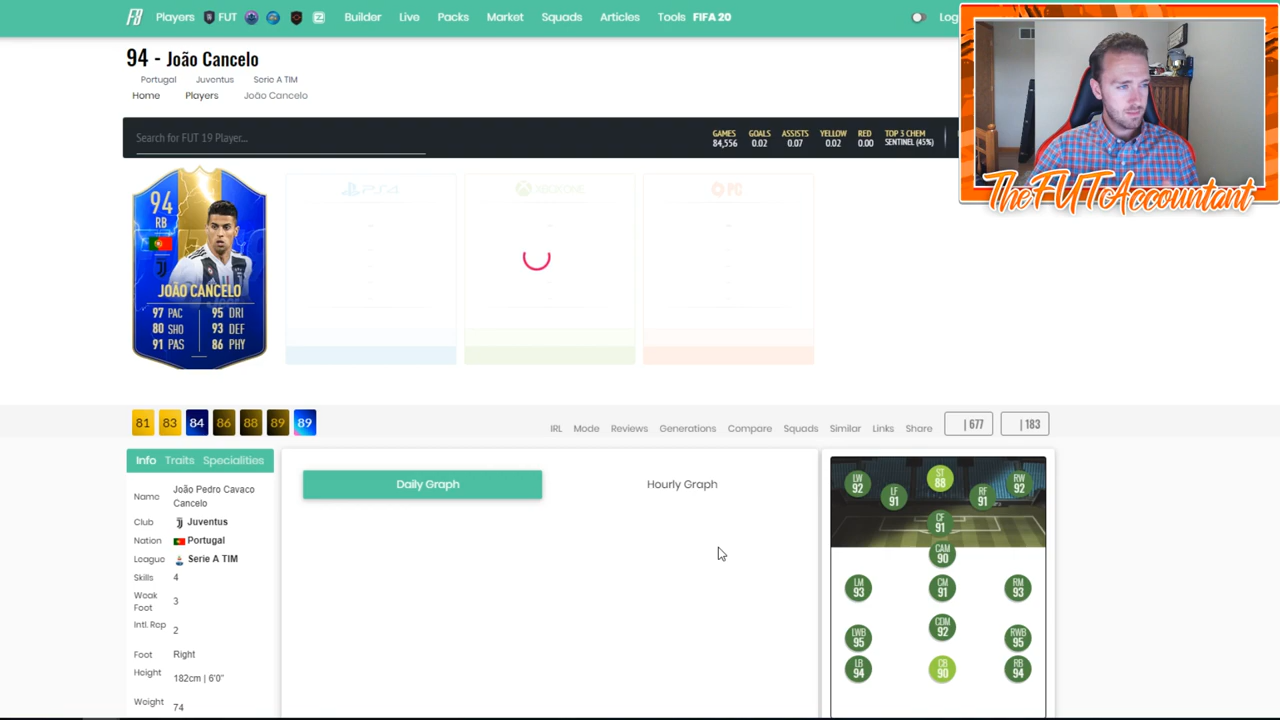 F8 Players FUT Builder Live Packs Market Squads Articles Tools FIFA 20 Log
94 - João Cancelo
Portugal Juventus Serie A TIM
Home Players João Cancelo
Search for FUT 19 Player...
GAMES GOALS ASSISTS YELLOW RED TOP 3 CHEM
84,556 0.02 0.07 0.02 0.00 SENTINEL (45%)
PS4 XBOXONE PC
94
RB
JOÃO CANCELO
97 PAC 95 DRI
80 SHO 93 DEF
91 PAS 86 PHY
TheFUTAccountant
81 83 84 86 88 89 89
IRL Mode Reviews Generations Compare Squads Similar Links Share | 677 | 183
Info Traits Specialities
Daily Graph Hourly Graph
Name João Pedro Cavaco
Cancelo
Club Juventus
Nation Portugal
League Serie A TIM
Skills 4
Weak
Foot 3
Intl. Rep
2
Foot Right
Height 182cm | 6'0"
Weight 74
ST
88
LW
92
RW
92
LF
91
RF
91
CF
91
CAM
90
LM
93
CM
91
RM
93
CDM
92
LWB
95
RWB
95
LB
94
CB
90
RB
94